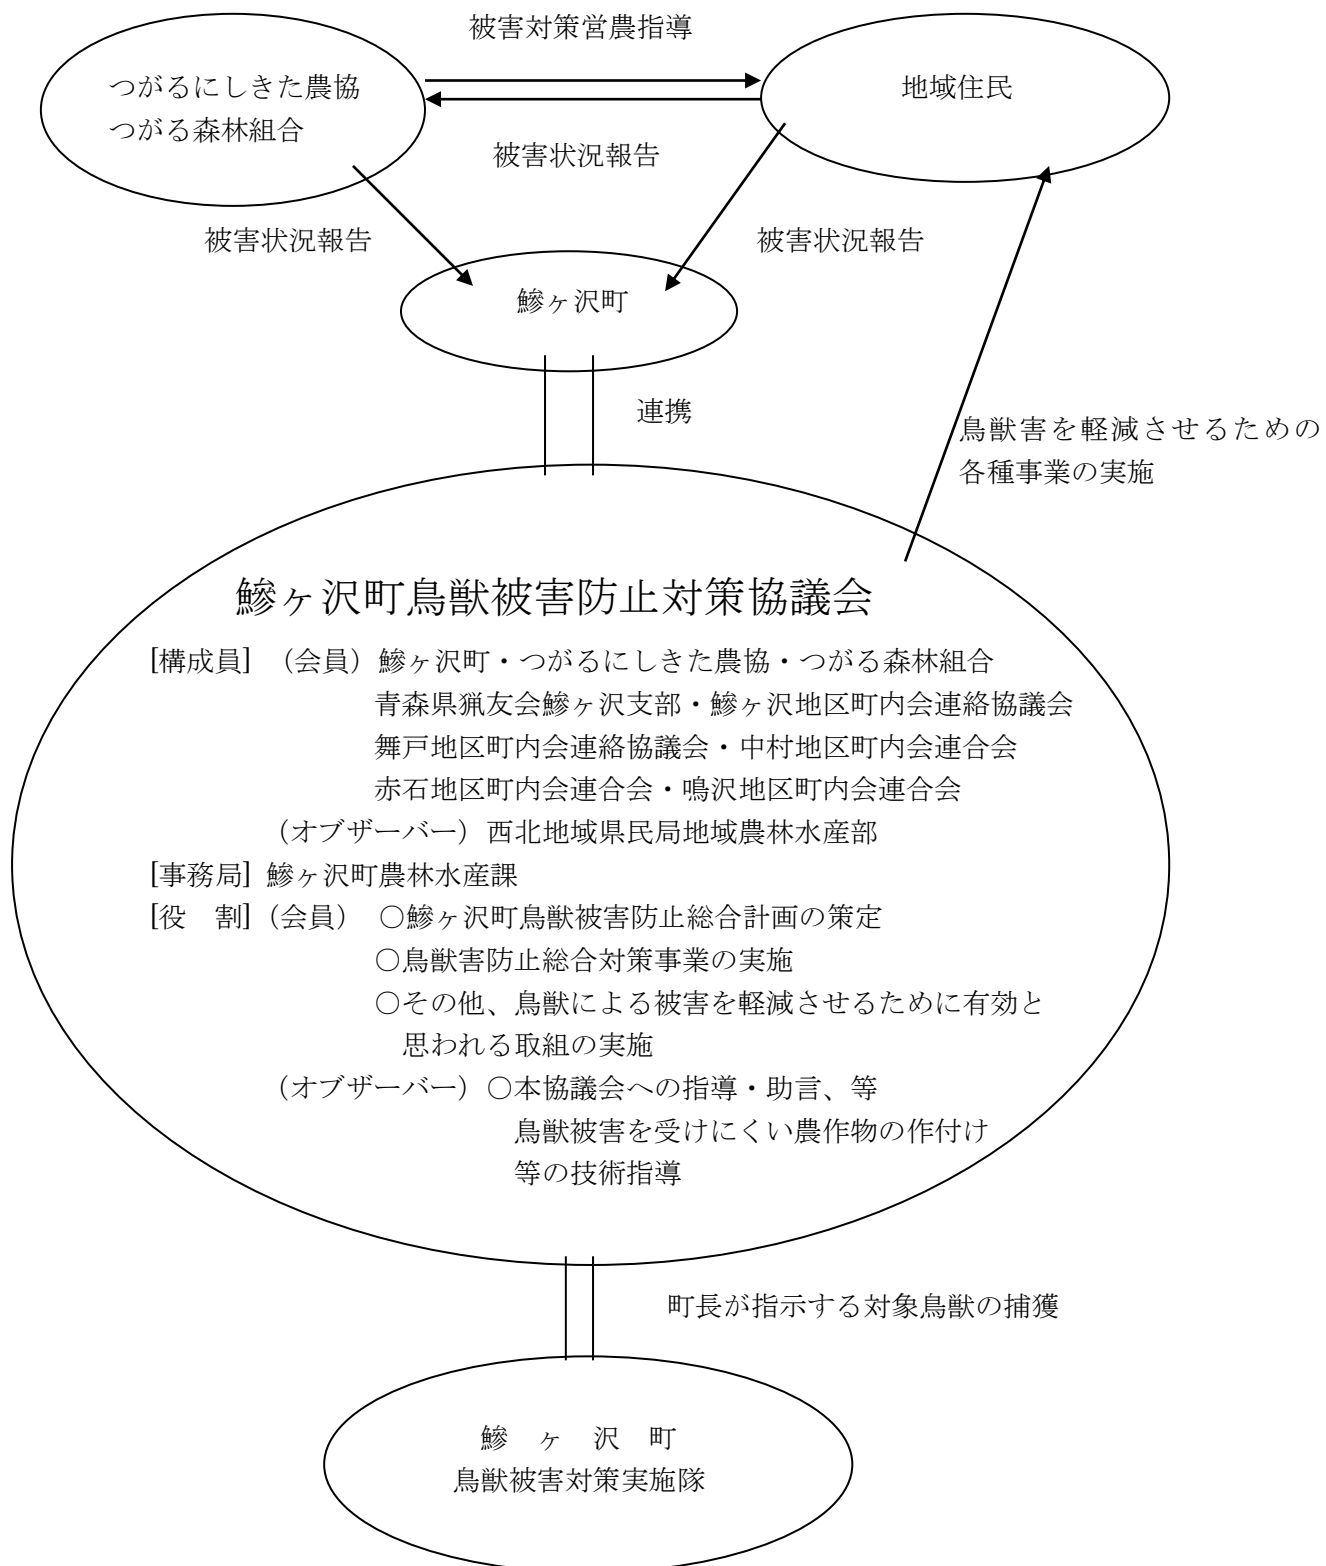 被害対策営農指導
つがるにしきた農協
つがる森林組合
地域住民
被害状況報告
被害状況報告
被害状況報告
鰺ヶ沢町
連携
鳥獣害を軽減させるための
各種事業の実施
鰺ヶ沢町鳥獣被害防止対策協議会
[構成員] (会員) 鰺ヶ沢町・つがるにしきた農協・つがる森林組合
青森県猟友会鰺ヶ沢支部・鰺ヶ沢地区町内会連絡協議会
舞戸地区町内会連絡協議会・中村地区町内会連合会
赤石地区町内会連合会・鳴沢地区町内会連合会
(オブザーバー) 西北地域県民局地域農林水産部
[事務局] 鰺ヶ沢町農林水産課
[役 割] (会員) ○鰺ヶ沢町鳥獣被害防止総合計画の策定
○鳥獣害防止総合対策事業の実施
○その他、鳥獣による被害を軽減させるために有効と
思われる取組の実施
(オブザーバー) ○本協議会への指導・助言、等
鳥獣被害を受けにくい農作物の作付け
等の技術指導
町長が指示する対象鳥獣の捕獲
鰺 ヶ 沢 町
鳥獣被害対策実施隊